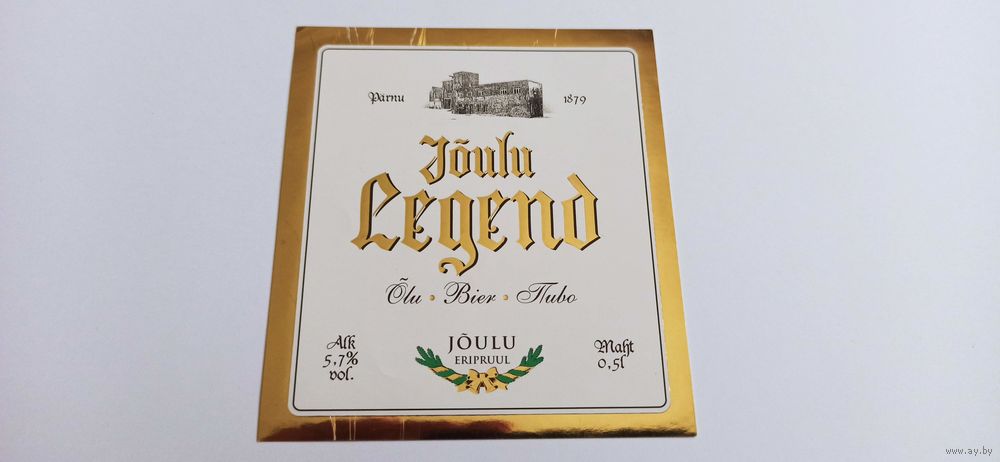 Pärnu 1879
Jõulu
Legend
Õlu • Bier • Пиво
Alk
5,7%
vol.
JÕULU
ERIPRUUL
Maht
0,5l
www.ay.by